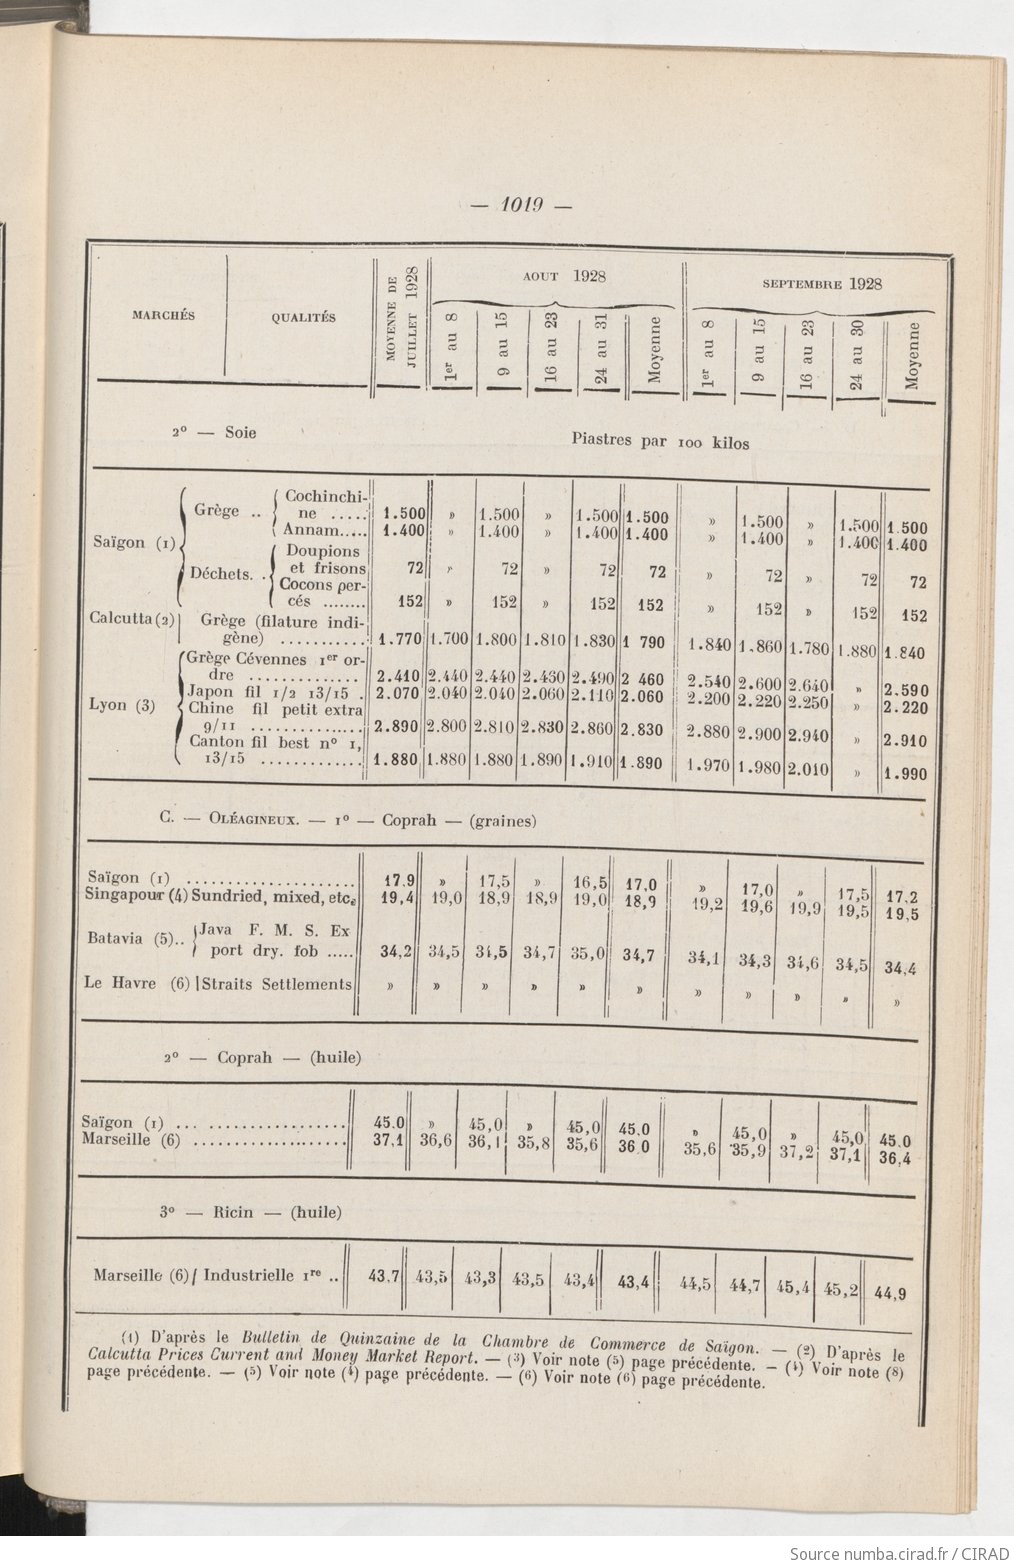 — 1019 —
MARCHÉS QUALITÉS MOYENNE DE JUILLET 1928 AOUT 1928 SEPTEMBRE 1928
1er au 8 9 au 15 16 au 23 24 au 31 Moyenne 1er au 8 9 au 15 16 au 23 24 au 30 Moyenne
2° — Soie Piastres par 100 kilos
Saïgon (1)
Grège .. Cochinchi-
ne ..... 1.500 » 1.500 » 1.500 1.500 » 1.500 » 1.500 1.500
Annam..... 1.400 » 1.400 » 1.400 1.400 » 1.400 » 1.400 1.400
Déchets. . Doupions
et frisons 72 » 72 » 72 72 » 72 » 72 72
Cocons per-
cés ........ 152 » 152 » 152 152 » 152 » 152 152
Calcutta (2) Grège (filature indi-
gène) ........... 1.770 1.700 1.800 1.810 1.830 1 790 1.840 1.860 1.780 1.880 1.840
Lyon (3)
Grège Cévennes 1er or-
dre .............. 2.410 2.440 2.440 2.430 2.490 2 460 2.540 2.600 2.640 » 2.590
Japon fil 1/2 13/15 . 2.070 2.040 2.040 2.060 2.110 2.060 2.200 2.220 2.250 » 2.220
Chine fil petit extra
9/11 .............. 2.890 2.800 2.810 2.830 2.860 2.830 2.880 2.900 2.940 » 2.910
Canton fil best n° 1,
13/15 ............. 1.880 1.880 1.880 1.890 1.910 1.890 1.970 1.980 2.010 » 1.990
C. — OLÉAGINEUX. — 1° — Coprah — (graines)
Saïgon (1) ..................... 17.9 » 17,5 » 16,5 17,0 » 17,0 » 17,5 17,2
Singapour (4) Sundried, mixed, etc. 19,4 19,0 18,9 18,9 19,0 18,9 19,2 19,6 19,9 19,5 19,5
Batavia (5).. Java F. M. S. Ex
port dry. fob ..... 34,2 34,5 34,5 34,7 35,0 34,7 34,1 34,3 34,6 34,5 34,4
Le Havre (6) Straits Settlements » » » » » » » » » » »
2° — Coprah — (huile)
Saïgon (1) ... ................. 45.0 » 45,0 » 45,0 45,0 » 45,0 » 45,0 45,0
Marseille (6) ................... 37,1 36,6 36,1 35,8 35,6 36 0 35,6 35,9 37,2 37,1 36,4
3° — Ricin — (huile)
Marseille (6) / Industrielle 1re .. 43.7 43,5 43,3 43,5 43,4 43,4 44,5 44,7 45,4 45,2 44,9
(1) D'après le Bulletin de Quinzaine de la Chambre de Commerce de Saïgon. — (2) D'après le
Calcutta Prices Current and Money Market Report. — (3) Voir note (5) page précédente. — (4) Voir note (8)
page précédente. — (5) Voir note (4) page précédente. — (6) Voir note (6) page précédente.
Source numba.cirad.fr / CIRAD